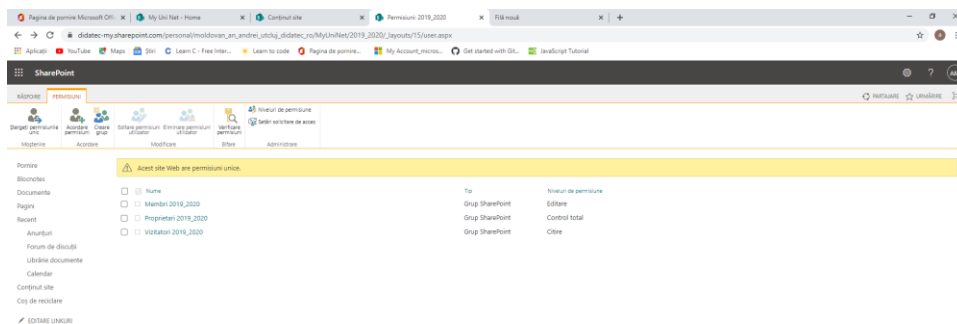 Pagina de pornire Microsoft Offi
My Uni Net - Home
Conținut site
Permisiuni: 2019_2020
Filă nouă
didatec-my.sharepoint.com/personal/moldovan_an_andrei_utcluj_didatec_ro/MyUniNet/2019_2020/_layouts/15/user.aspx
Aplicații YouTube Maps Știri Learn C - Free Inter... Learn to code Pagina de pornire... My Account_micros... Get started with Git... JavaScript Tutorial
SharePoint ? AM
RĂSFOIRE PERMISIUNI PARTAJARE URMĂRIRE
Ștergeți permisiunile unic
Acordare permisiuni
Creare grup
Editare permisiuni utilizator
Eliminare permisiuni utilizator
Verificare permisiuni
Niveluri de permisiune
Setări solicitare de acces
Moștenire Acordare Modificare Bifare Administrare
Pornire
Acest site Web are permisiuni unice.
Blocnotes
Documente
Pagini
Recent
Anunțuri
Forum de discuții
Librărie documente
Calendar
Conținut site
Coș de reciclare
EDITARE LINKURI
Nume Tip Niveluri de permisiune
Membri 2019_2020 Grup SharePoint Editare
Proprietari 2019_2020 Grup SharePoint Control total
Vizitatori 2019_2020 Grup SharePoint Citire